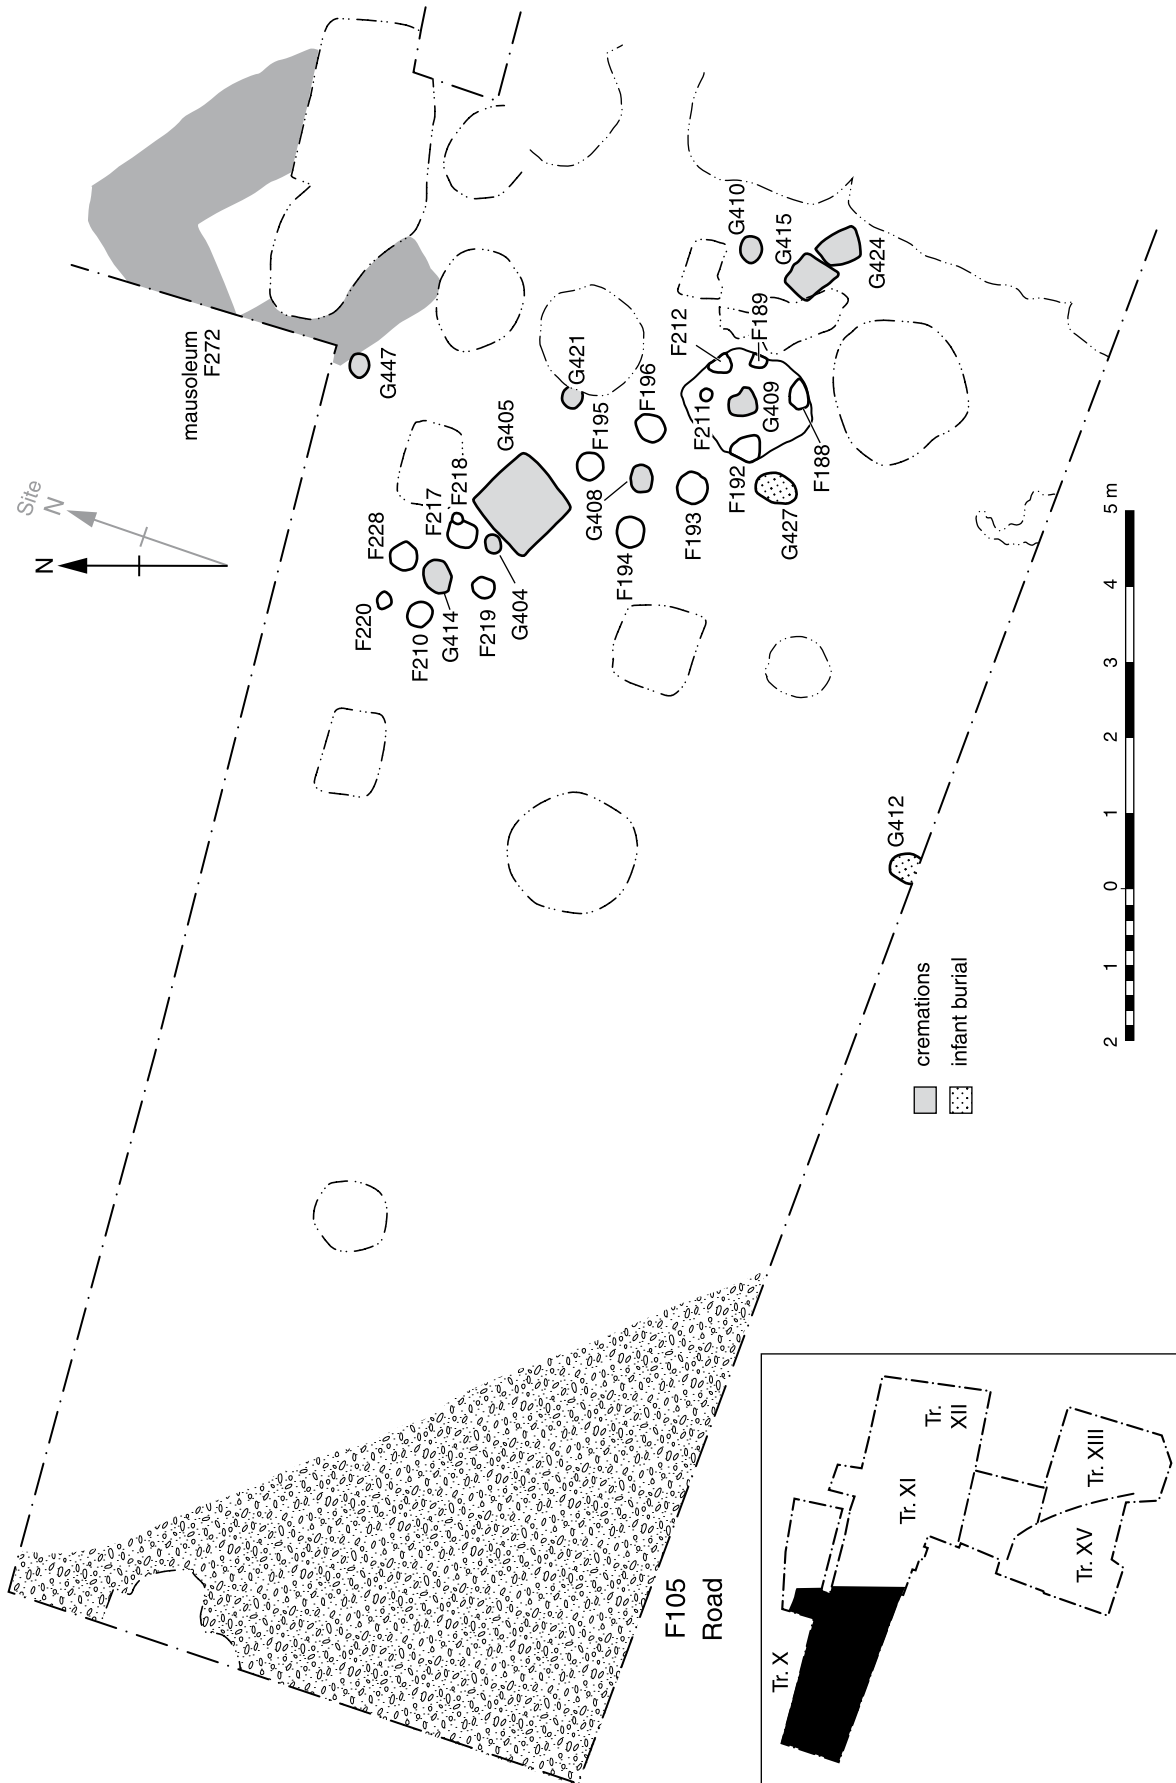 Site
N
N
mausoleum
F272
G447
F228
F217
F218
G405
G421
F220
F210
G414
F219
G404
F195
F196
G408
F194
F193
F212
F189
F211
G409
F192
F188
G427
G410
G415
G424
G412
cremations
infant burial
2 1 0 1 2 3 4 5 m
F105
Road
Tr. X
Tr. XI
Tr.
XII
Tr. XIII
Tr. XV